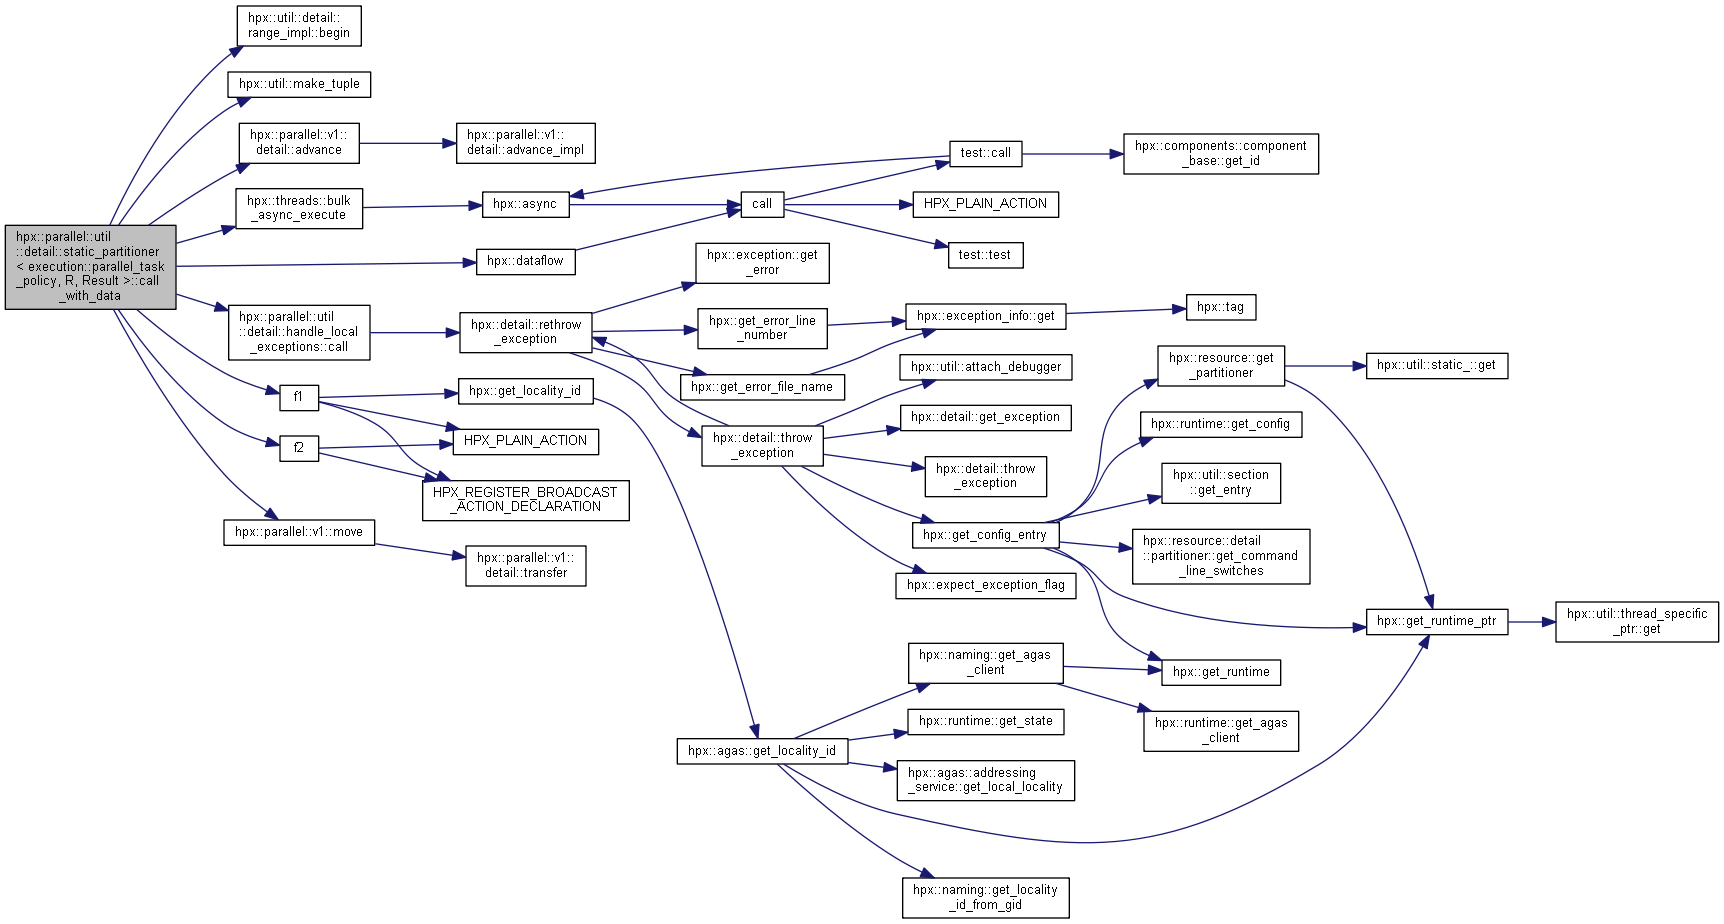 hpx::parallel::util
::detail::static_partitioner
< execution::parallel_task
_policy, R, Result >::call
_with_data
hpx::util::detail::
range_impl::begin
hpx::util::make_tuple
hpx::parallel::v1::
detail::advance
hpx::parallel::v1::
detail::advance_impl
hpx::threads::bulk
_async_execute
hpx::async
hpx::dataflow
call
test::call
HPX_PLAIN_ACTION
test::test
hpx::components::component
_base::get_id
hpx::parallel::util
::detail::handle_local
_exceptions::call
hpx::detail::rethrow
_exception
hpx::exception::get
_error
hpx::get_error_line
_number
hpx::get_error_file_name
hpx::exception_info::get
hpx::tag
hpx::detail::throw
_exception
hpx::util::attach_debugger
hpx::detail::get_exception
hpx::detail::throw
_exception
hpx::get_config_entry
hpx::expect_exception_flag
hpx::resource::get
_partitioner
hpx::util::static_::get
hpx::runtime::get_config
hpx::util::section
::get_entry
hpx::resource::detail
::partitioner::get_command
_line_switches
hpx::get_runtime_ptr
hpx::util::thread_specific
_ptr::get
hpx::get_runtime
f1
hpx::get_locality_id
HPX_PLAIN_ACTION
f2
HPX_REGISTER_BROADCAST
_ACTION_DECLARATION
hpx::parallel::v1::move
hpx::parallel::v1::
detail::transfer
hpx::agas::get_locality_id
hpx::naming::get_agas
_client
hpx::runtime::get_state
hpx::runtime::get_agas
_client
hpx::agas::addressing
_service::get_local_locality
hpx::naming::get_locality
_id_from_gid